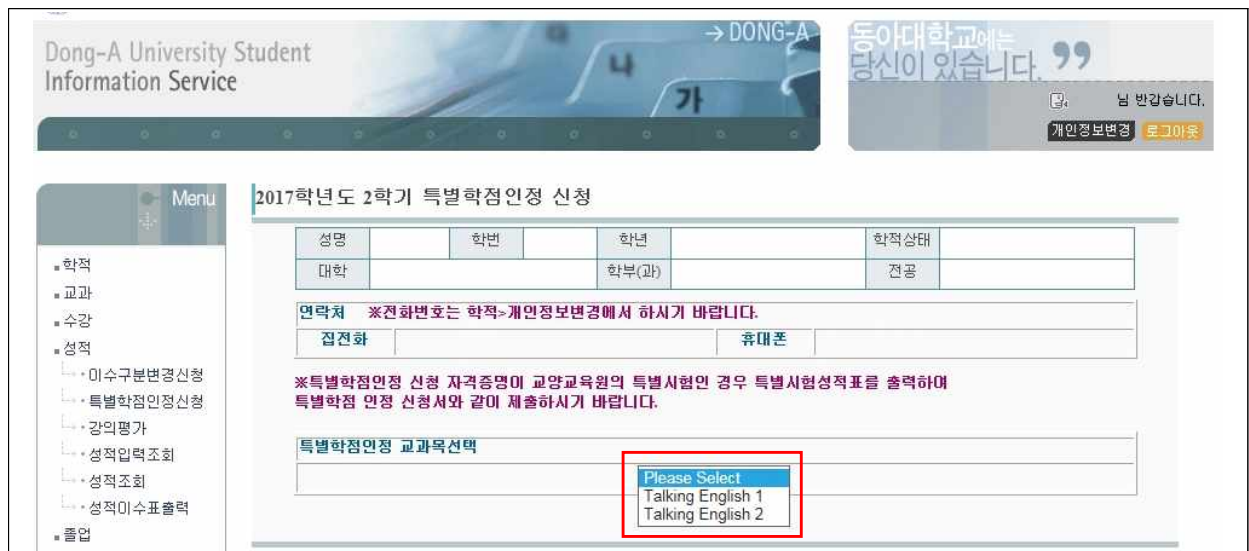 Dong-A University Student
Information Service
나
가
→ DONG-A
동아대학교에는
당신이 있습니다. ”
님 반갑습니다.
개인정보변경 로그아웃
Menu
학적
교과
수강
성적
이수구분변경신청
특별학점인정신청
강의평가
성적입력조회
성적조회
성적이수표출력
졸업
2017학년도 2학기 특별학점인정 신청
성명 학번 학년 학적상태
대학 학부(과) 전공
연락처 ※전화번호는 학적>개인정보변경에서 하시기 바랍니다.
집전화 휴대폰
※특별학점인정 신청 자격증명이 교양교육원의 특별시험인 경우 특별시험성적표를 출력하여
특별학점 인정 신청서와 같이 제출하시기 바랍니다.
특별학점인정 교과목선택
Please Select
Talking English 1
Talking English 2